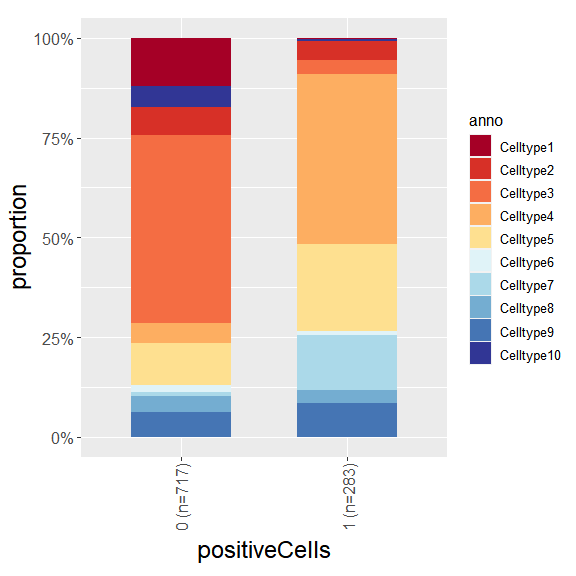 100%
75%
50%
25%
0%
proportion
0 (n=717)
1 (n=283)
positiveCells
anno
Celltype1
Celltype2
Celltype3
Celltype4
Celltype5
Celltype6
Celltype7
Celltype8
Celltype9
Celltype10